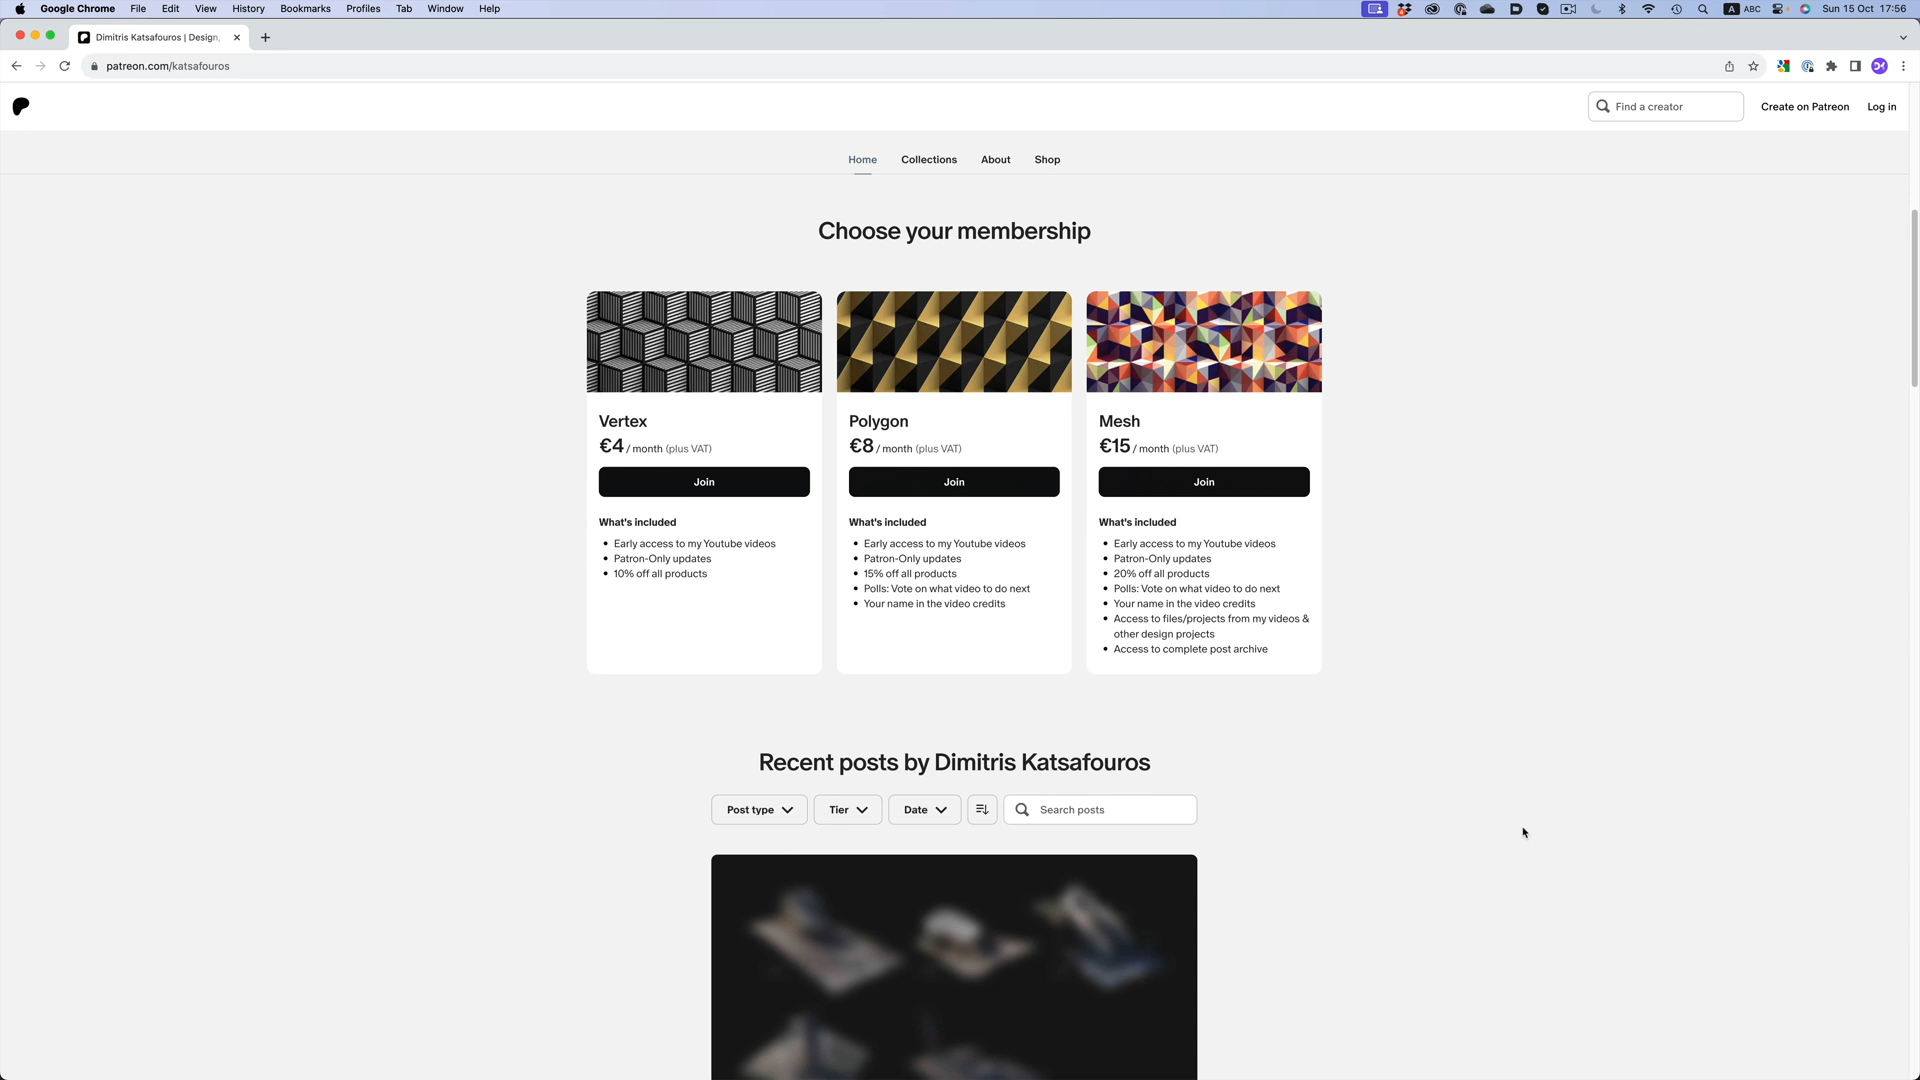 Google Chrome File Edit View History Bookmarks Profiles Tab Window Help A ABC Sun 15 Oct 17:56
Dimitris Katsafouros | Design,
patreon.com/katsafouros
Find a creator Create on Patreon Log in
Home Collections About Shop
Choose your membership
Vertex
€4 / month (plus VAT)
Join
What's included
• Early access to my Youtube videos
• Patron-Only updates
• 10% off all products
Polygon
€8 / month (plus VAT)
Join
What's included
• Early access to my Youtube videos
• Patron-Only updates
• 15% off all products
• Polls: Vote on what video to do next
• Your name in the video credits
Mesh
€15 / month (plus VAT)
Join
What's included
• Early access to my Youtube videos
• Patron-Only updates
• 20% off all products
• Polls: Vote on what video to do next
• Your name in the video credits
• Access to files/projects from my videos &
other design projects
• Access to complete post archive
Recent posts by Dimitris Katsafouros
Post type Tier Date Search posts